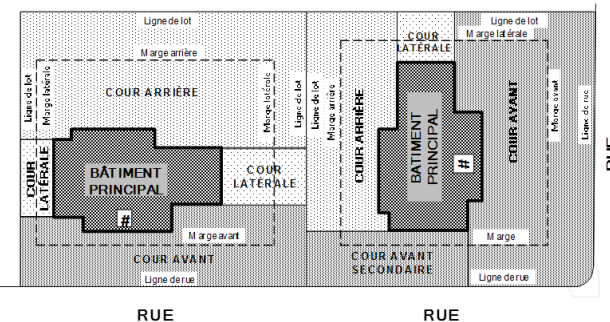 Ligne de lot
Marge arrière
COUR ARRIÈRE
Ligne de lot
Marge latérale
Marge latérale
Ligne de lot
COUR
LATÉRALE
BÂTIMENT
PRINCIPAL
#
COUR
LATÉRALE
Marge avant
COUR AVANT
Ligne de rue
RUE
Ligne de lot
Marge latérale
COUR
LATÉRALE
Ligne de lot
Marge arrière
COUR ARRIÈRE
BATIMENT
PRINCIPAL
#
COUR AYANT
Marge avant
Ligne de rue
RUE
Marge
COUR AVANT
SECONDAIRE
Ligne de rue
RUE